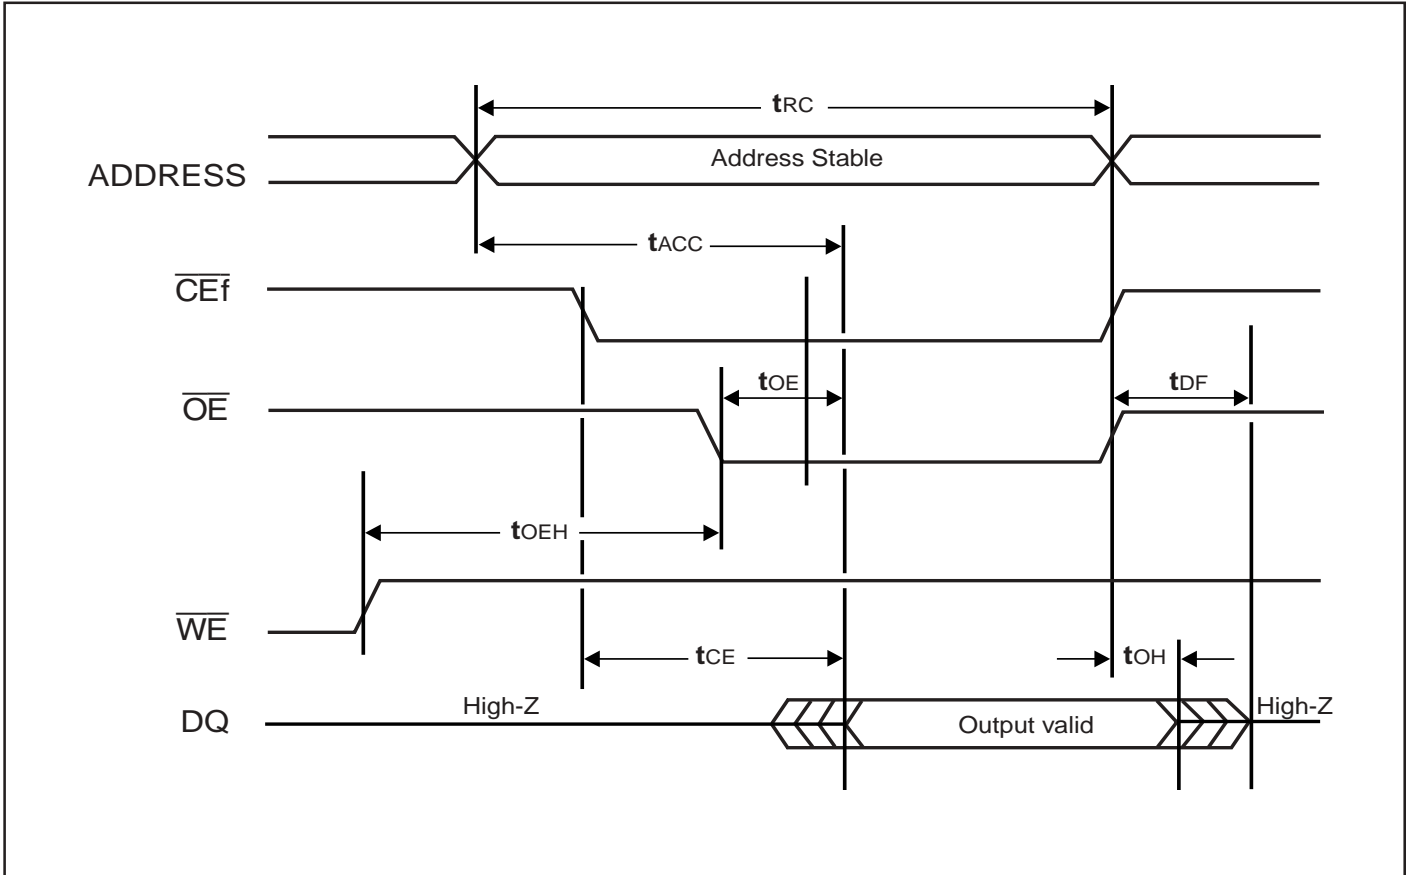 tRC
Address Stable
ADDRESS
tACC
CEf
tOE
tDF
OE
tOEH
WE
tCE
tOH
High-Z
High-Z
DQ
Output valid